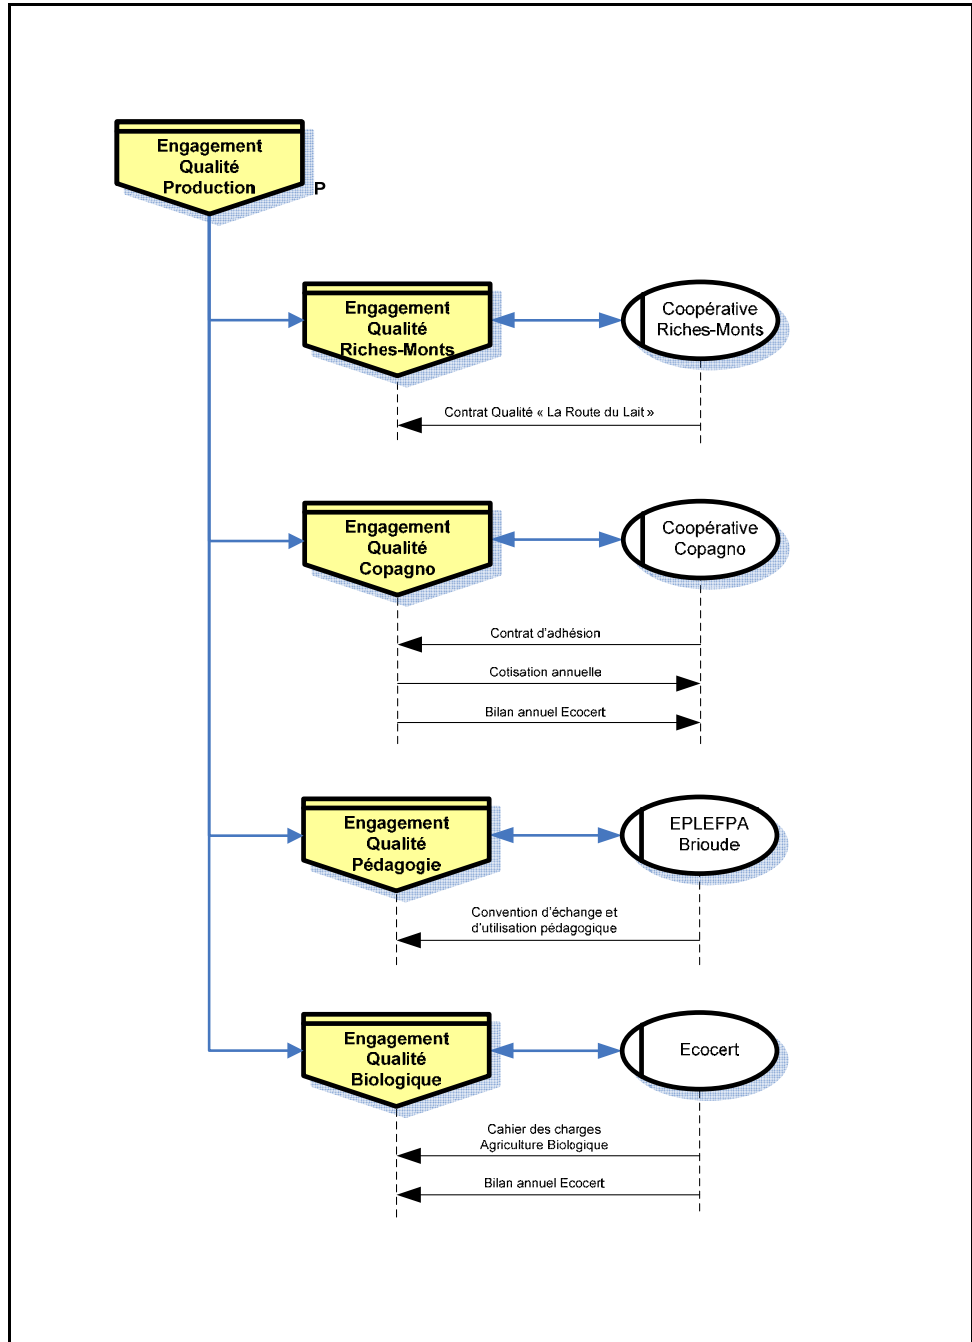 Engagement
Qualité
Production
P
Engagement
Qualité
Riches-Monts
Coopérative
Riches-Monts
Contrat Qualité « La Route du Lait »
Engagement
Qualité
Copagno
Coopérative
Copagno
Contrat d'adhésion
Cotisation annuelle
Bilan annuel Ecocert
Engagement
Qualité
Pédagogie
EPLEFPA
Brioude
Convention d'échange et
d'utilisation pédagogique
Engagement
Qualité
Biologique
Ecocert
Cahier des charges
Agriculture Biologique
Bilan annuel Ecocert